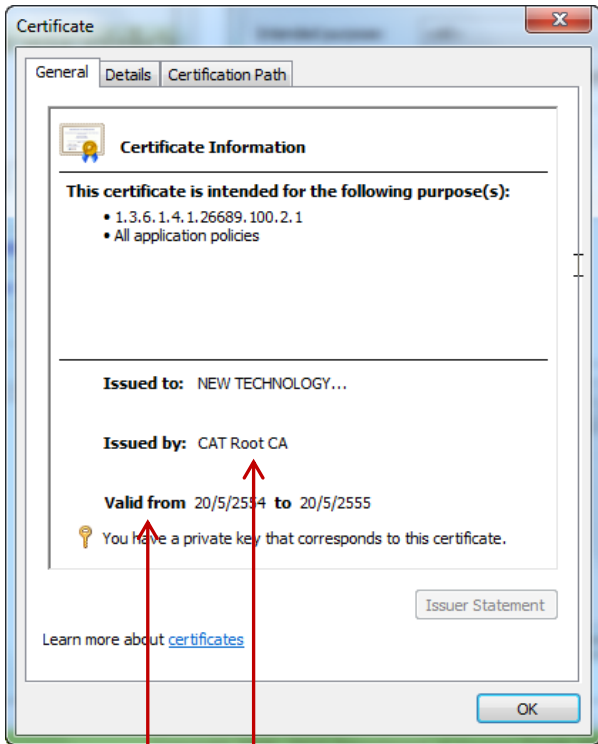 Certificate
General Details Certification Path
Certificate Information
This certificate is intended for the following purpose(s):
• 1.3.6.1.4.1.26689.100.2.1
• All application policies
Issued to: NEW TECHNOLOGY...
Issued by: CAT Root CA
Valid from 20/5/2554 to 20/5/2555
You have a private key that corresponds to this certificate.
Issuer Statement
Learn more about certificates
OK